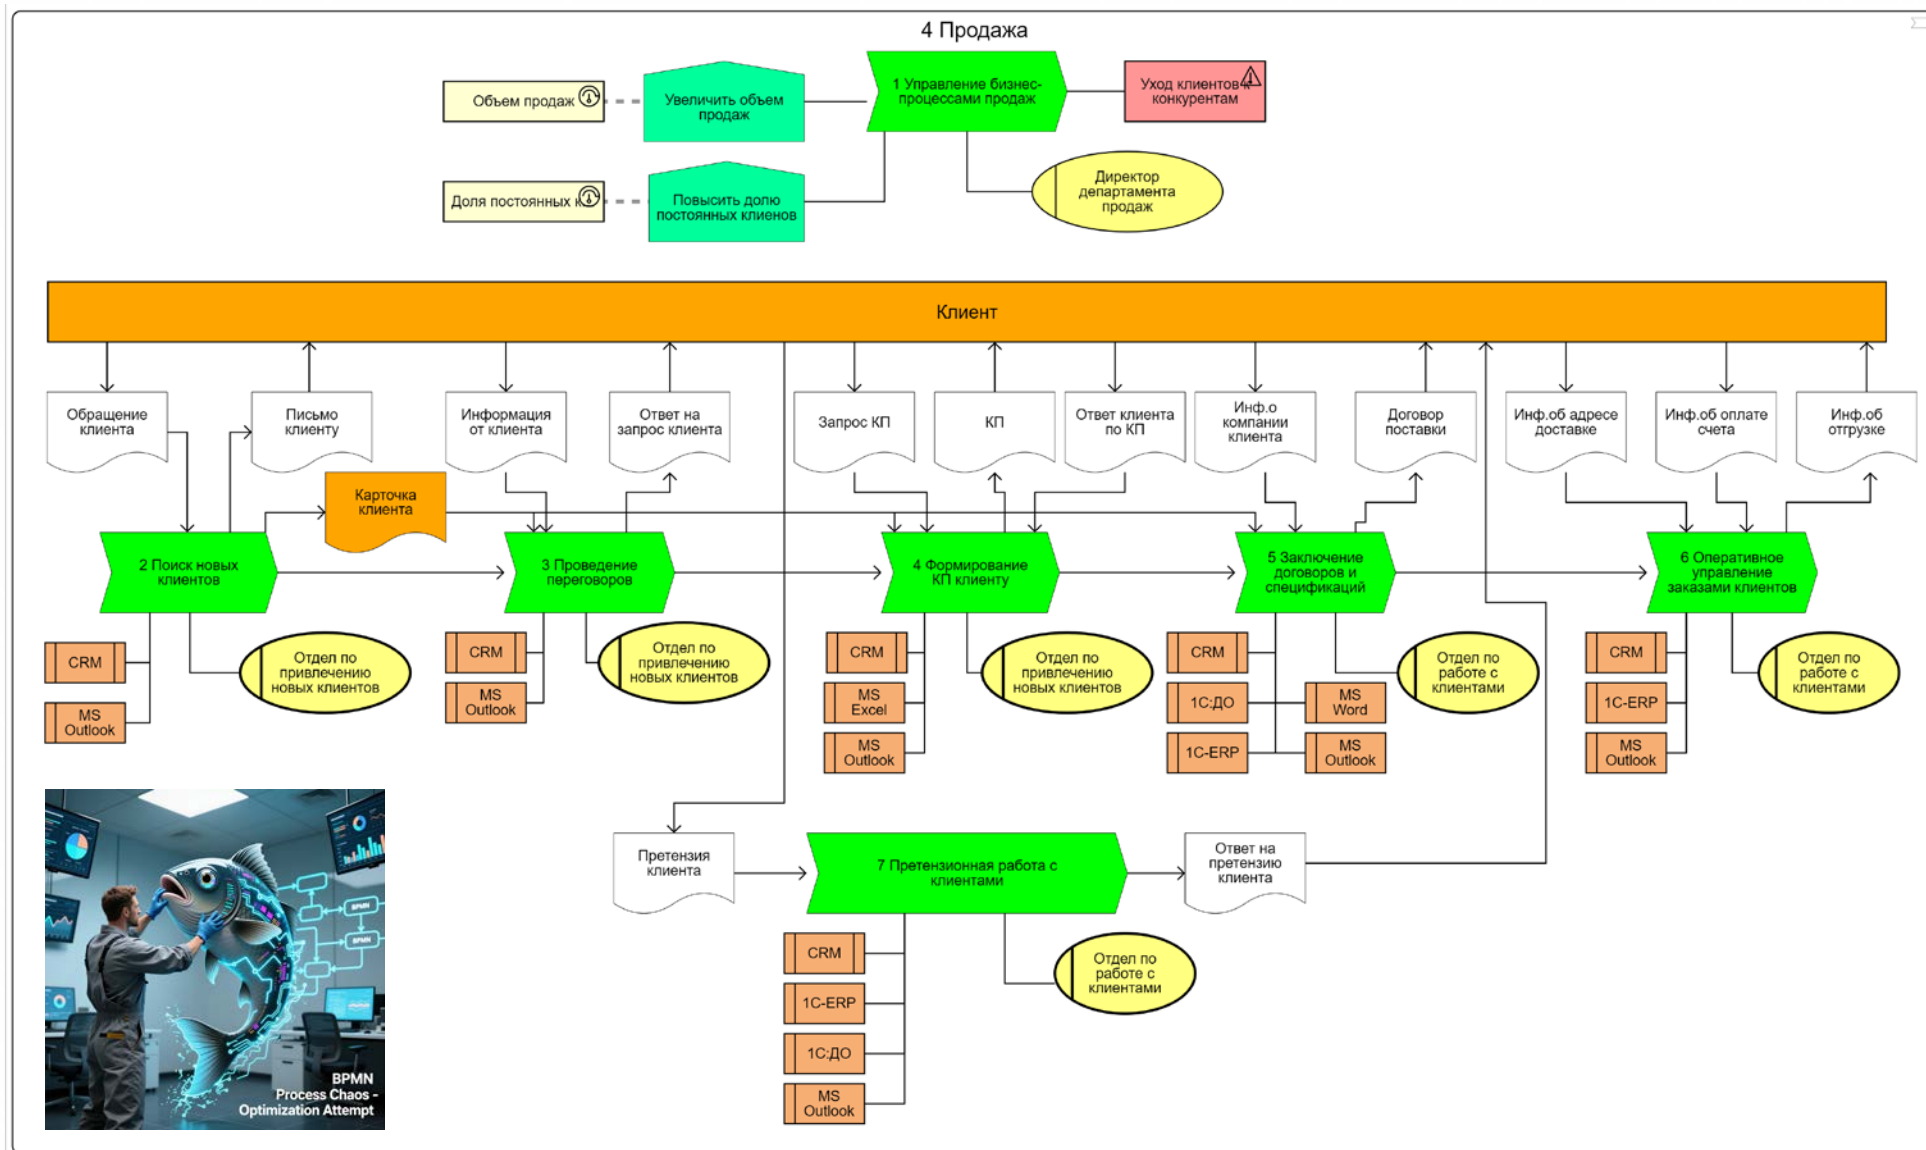 4 Продажа
Объем продаж
Увеличить объем
продаж
1 Управление бизнес-
процессами продаж
Уход клиентов к
конкурентам
Доля постоянных к
Повысить долю
постоянных клиенов
Директор
департамента
продаж
Клиент
Обращение
клиента
Письмо
клиенту
Информация
от клиента
Ответ на
запрос клиента
Запрос КП
КП
Ответ клиента
по КП
Инф.о
компании
клиента
Договор
поставки
Инф.об адресе
доставке
Инф.об оплате
счета
Инф.об
отгрузке
Карточка
клиента
2 Поиск новых
клиентов
3 Проведение
переговоров
4 Формирование
КП клиенту
5 Заключение
договоров и
спецификаций
6 Оперативное
управление
заказами клиентов
CRM
MS
Outlook
Отдел по
привлечению
новых клиентов
CRM
MS
Outlook
Отдел по
привлечению
новых клиентов
CRM
MS
Excel
MS
Outlook
Отдел по
привлечению
новых клиентов
CRM
1С:ДО
MS
Word
1С-ERP
MS
Outlook
Отдел по
работе с
клиентами
CRM
1С-ERP
MS
Outlook
Отдел по
работе с
клиентами
Претензия
клиента
7 Претензионная работа с
клиентами
Ответ на
претензию
клиента
CRM
1С-ERP
1С:ДО
MS
Outlook
Отдел по
работе с
клиентами
BPMN
BPMN
BPMN
Process Chaos -
Optimization Attempt